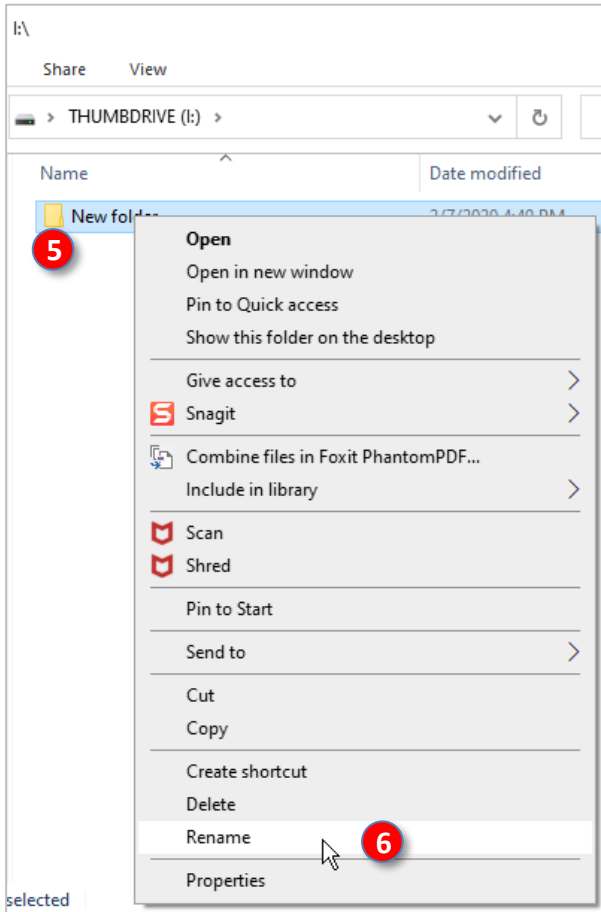 I:\
Share View
THUMBDRIVE (I:)
Name Date modified
New folder 2/7/2020 4:49 PM
5
Open
Open in new window
Pin to Quick access
Show this folder on the desktop
Give access to
Snagit
Combine files in Foxit PhantomPDF...
Include in library
Scan
Shred
Pin to Start
Send to
Cut
Copy
Create shortcut
Delete
Rename 6
Properties
selected